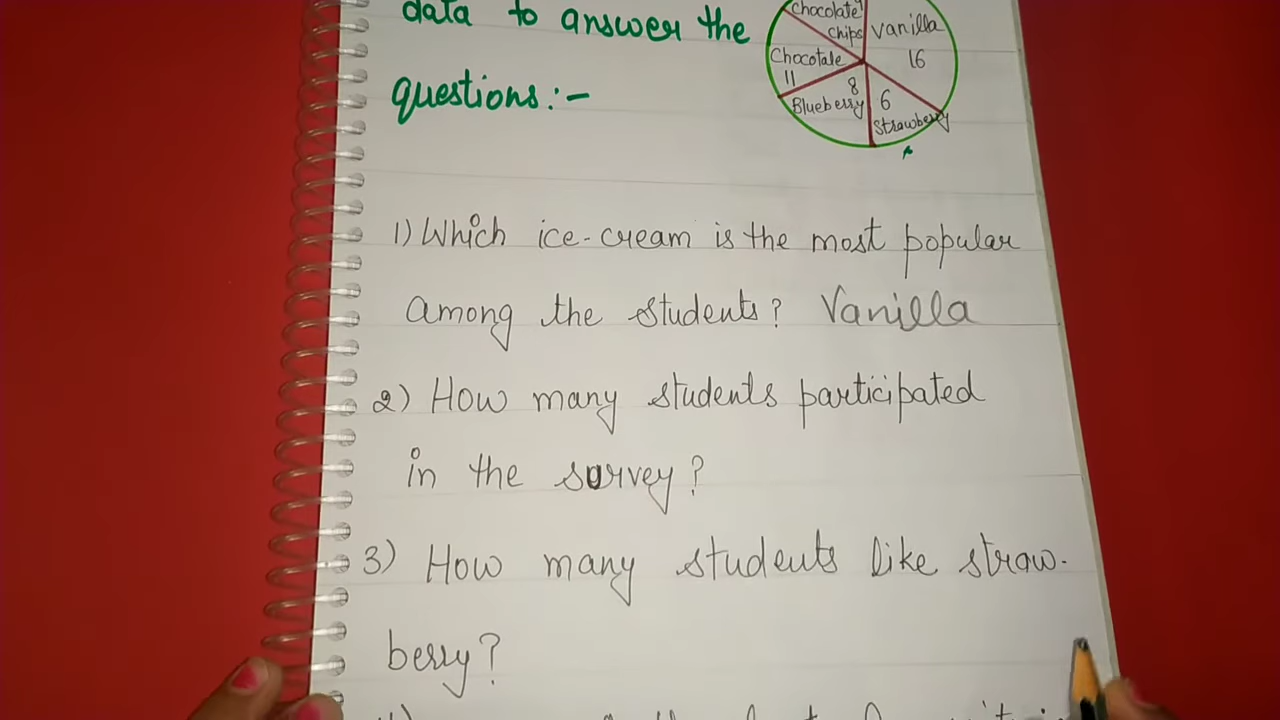 data to answer the
questions:-
Chocolate
chips
Vanilla
16
Chocotale
11
8
Blueberry
6
Strawberry
1) Which ice-cream is the most popular
among the students? Vanilla
2) How many students participated
in the survey?
3) How many students like straw-
berry?